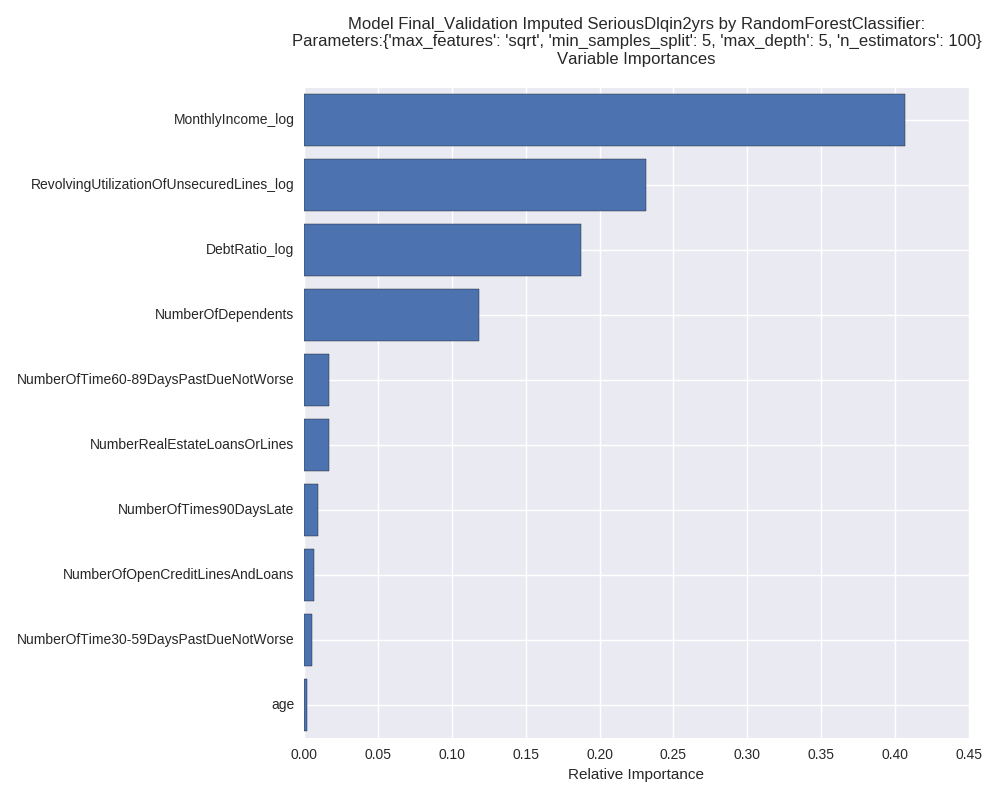 Model Final_Validation Imputed SeriousDlqin2yrs by RandomForestClassifier:
Parameters:{'max_features': 'sqrt', 'min_samples_split': 5, 'max_depth': 5, 'n_estimators': 100}
Variable Importances
MonthlyIncome_log
RevolvingUtilizationOfUnsecuredLines_log
DebtRatio_log
NumberOfDependents
NumberOfTime60-89DaysPastDueNotWorse
NumberRealEstateLoansOrLines
NumberOfTimes90DaysLate
NumberOfOpenCreditLinesAndLoans
NumberOfTime30-59DaysPastDueNotWorse
age
0.00 0.05 0.10 0.15 0.20 0.25 0.30 0.35 0.40 0.45
Relative Importance